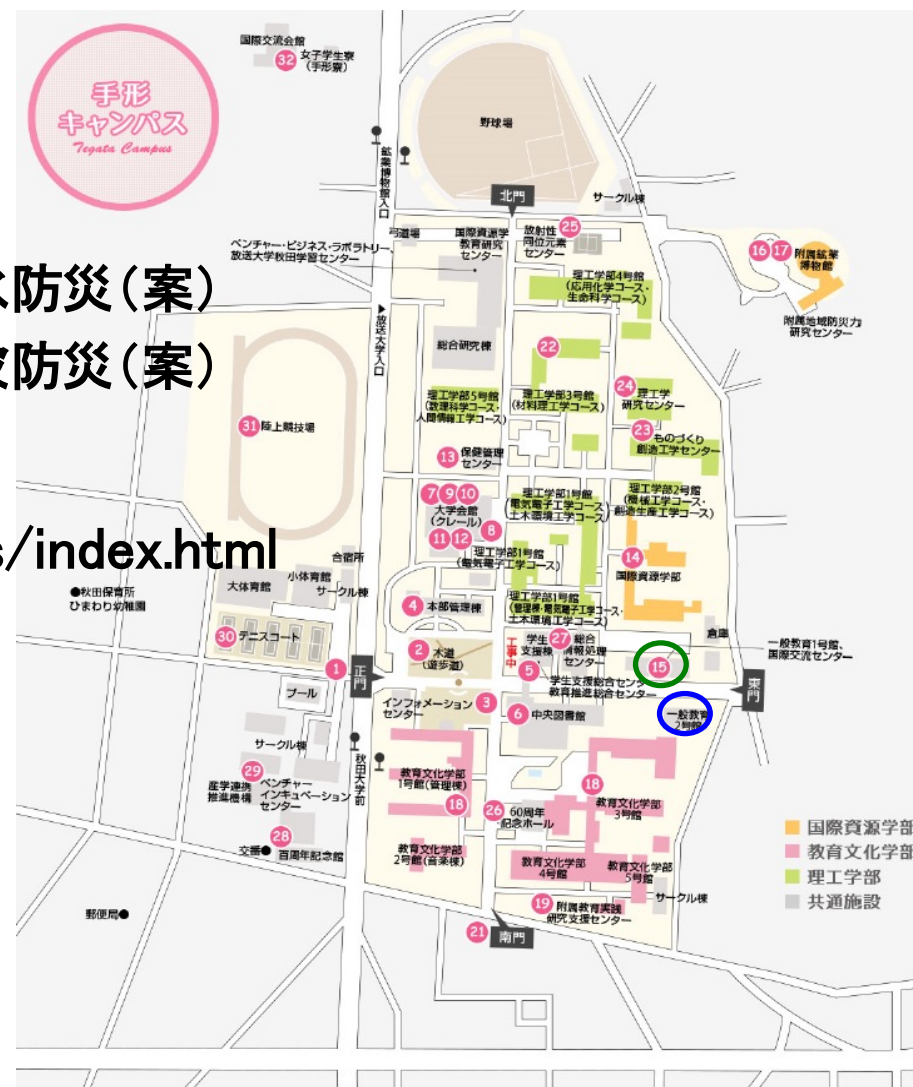 手形
キャンパス
Tegata Campus
国際交流会館
32
女子学生寮
(手形寮)
野球場
鉱業博物館入口
北門
サークル棟
弓道場
国際資源学
教育研究
センター
放射性
同位元素
センター
25
ベンチャー・ビジネス・ラボラトリー、
放送大学秋田学習センター
16 17
附属鉱業
博物館
附属地域防災力
研究センター
防災(案)
防災(案)
理工学部4号館
(応用化学コース・
生命科学コース)
▶放送大学入口
総合研究棟
22
理工学部5号館
(数理科学コース・
人間情報工学コース)
理工学部3号館
(材料理工学コース)
24
理工学
研究センター
31
陸上競技場
23
ものづくり
創造工学センター
13
保健管理
センター
7 9 10
大学会館
(クレール)
11 12
8
理工学部1号館
(電気電子工学コース・
土木環境工学コース)
理工学部2号館
(機械工学コース・
創造生産工学コース)
s/index.html
理工学部1号館
(電気電子工学コース)
14
国際資源学部
合宿所
大体育館
小体育館
サークル棟
●秋田保育所
ひまわり幼稚園
4
本部管理棟
理工学部1号館
(管理棟・電気電子工学コース・
土木環境工学コース)
倉庫
30
テニスコート
2
木道
(遊歩道)
工事中
学生
支援棟
27
総合
情報処理
センター
15
一般教育1号館、
国際交流センター
1
正門
5
学生支援総合センター
教育推進総合センター
東門
プール
インフォメーション
センター
3
6
中央図書館
一般教育
2号館
サークル棟
秋田大学前
29
産学連携
推進機構
ベンチャー
インキュベーション
センター
教育文化学部
1号館(管理棟)
18
18
教育文化学部
3号館
26
60周年
記念ホール
28
交番●
百周年記念館
教育文化学部
2号館(音楽棟)
教育文化学部
4号館
教育文化学部
5号館
サークル棟
19
附属教育実践
研究支援センター
郵便局●
21
南門
国際資源学部
教育文化学部
理工学部
共通施設